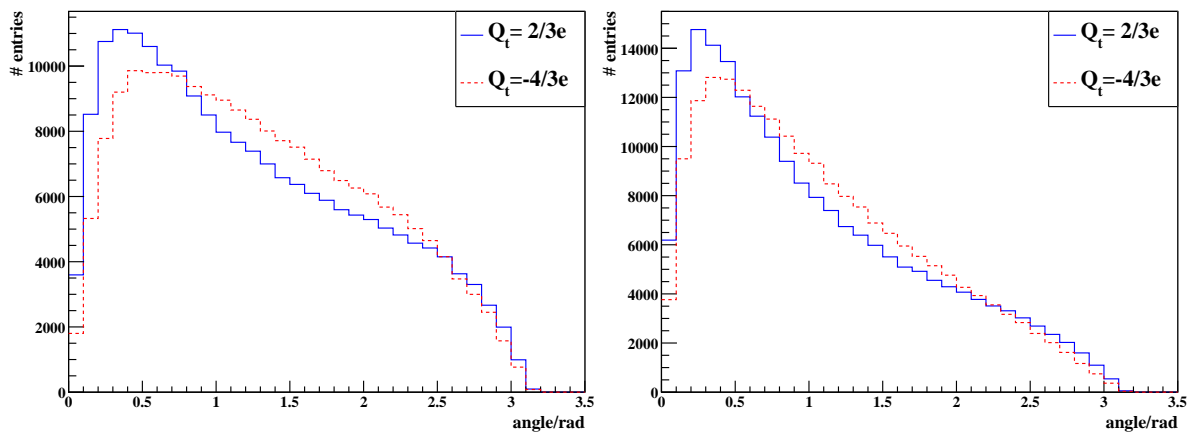 # entries
10000
8000
6000
4000
2000
0
Q_t= 2/3e
Q_t=-4/3e
0 0.5 1 1.5 2 2.5 3 3.5
angle/rad
# entries
14000
12000
10000
8000
6000
4000
2000
0
Q_t= 2/3e
Q_t=-4/3e
0 0.5 1 1.5 2 2.5 3 3.5
angle/rad